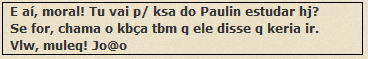 E aí, moral! Tu vai p/ ksa do Paulin estudar hj?
Se for, chama o kbça tbm q ele disse q keria ir.
Vlw, muleq! Jo@o